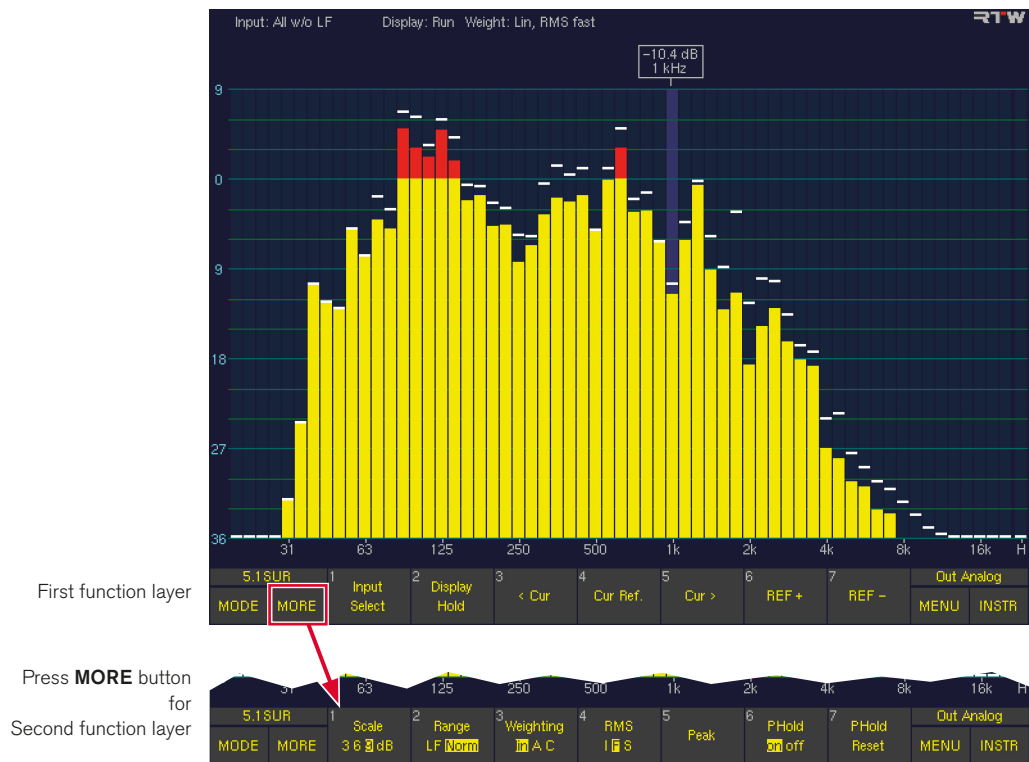 Input: All w/o LF Display: Run Weight: Lin, RMS fast RTW
−10.4 dB
1 kHz
9
0
9
18
27
36
31 63 125 250 500 1k 2k 4k 8k 16k H
First function layer
5.1SUR 1 Input Select 2 Display Hold 3 < Cur 4 Cur Ref. 5 Cur > 6 REF + 7 REF − Out Analog
MODE MORE MENU INSTR
Press MORE button
for
Second function layer
31 63 125 250 500 1k 2k 4k 8k 16k H
5.1SUR 1 Scale 2 Range 3 Weighting 4 RMS 5 Peak 6 PHold 7 PHold Out Analog
MODE MORE 3 6 9 dB LF Norm lin A C I F S on off Reset MENU INSTR